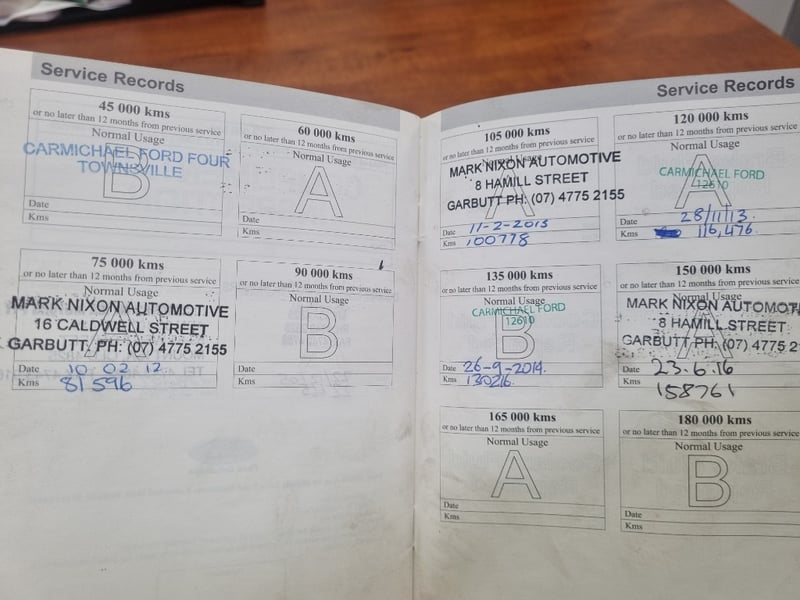 Service Records
45 000 kms
or no later than 12 months from previous service
Normal Usage
B
CARMICHAEL FORD FOUR
TOWNSVILLE
Date
Kms
60 000 kms
or no later than 12 months from previous service
Normal Usage
A
Date
Kms
75 000 kms
or no later than 12 months from previous service
Normal Usage
A
MARK NIXON AUTOMOTIVE
16 CALDWELL STREET
GARBUTT. PH: (07) 4775 2155
Date 10 02 12
Kms 81596
90 000 kms
or no later than 12 months from previous service
Normal Usage
B
Date
Kms
Service Records
105 000 kms
or no later than 12 months from previous service
Normal Usage
A
MARK NIXON AUTOMOTIVE
8 HAMILL STREET
GARBUTT PH: (07) 4775 2155
Date 11-2-2013
Kms 100778
120 000 kms
or no later than 12 months from previous service
Normal Usage
A
CARMICHAEL FORD
12610
Date 28/11/13.
Kms 116,476.
135 000 kms
or no later than 12 months from previous service
Normal Usage
B
CARMICHAEL FORD
12610
Date 26-9-2014.
Kms 130216.
150 000 kms
or no later than 12 months from previous service
Normal Usage
A
MARK NIXON AUTOMOTI
8 HAMILL STREET
GARBUTT PH: (07) 4775 2155
Date 23.6.16
Kms 158761
165 000 kms
or no later than 12 months from previous service
Normal Usage
A
Date
Kms
180 000 kms
or no later than 12 months from previous service
Normal Usage
B
Date
Kms